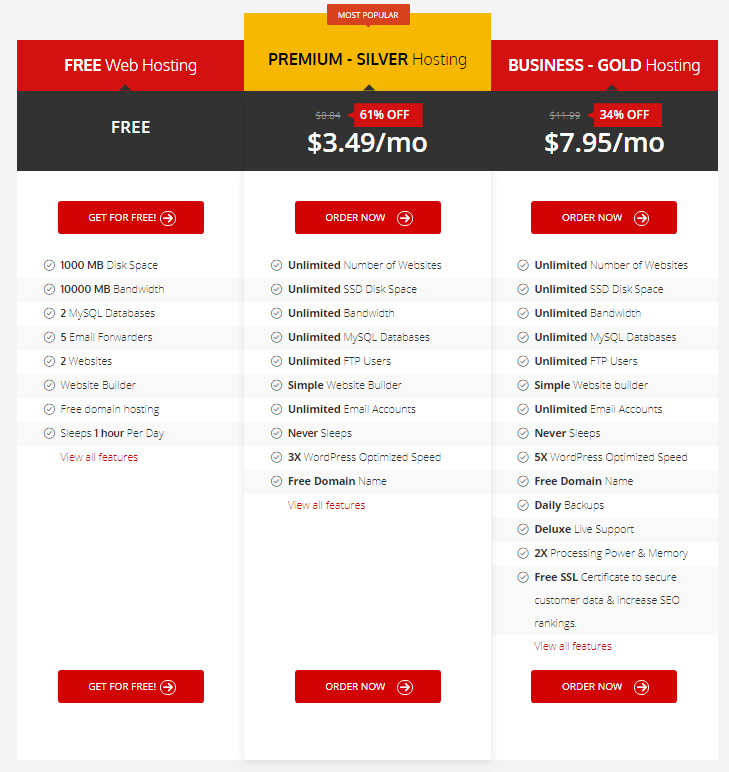 MOST POPULAR
FREE Web Hosting
FREE
GET FOR FREE!
1000 MB Disk Space
10000 MB Bandwidth
2 MySQL Databases
5 Email Forwarders
2 Websites
Website Builder
Free domain hosting
Sleeps 1 hour Per Day
View all features
GET FOR FREE!
PREMIUM - SILVER Hosting
$8.84 61% OFF
$3.49/mo
ORDER NOW
Unlimited Number of Websites
Unlimited SSD Disk Space
Unlimited Bandwidth
Unlimited MySQL Databases
Unlimited FTP Users
Simple Website Builder
Unlimited Email Accounts
Never Sleeps
3X WordPress Optimized Speed
Free Domain Name
View all features
ORDER NOW
BUSINESS - GOLD Hosting
$11.99 34% OFF
$7.95/mo
ORDER NOW
Unlimited Number of Websites
Unlimited SSD Disk Space
Unlimited Bandwidth
Unlimited MySQL Databases
Unlimited FTP Users
Simple Website builder
Unlimited Email Accounts
Never Sleeps
5X WordPress Optimized Speed
Free Domain Name
Daily Backups
Deluxe Live Support
2X Processing Power & Memory
Free SSL Certificate to secure
customer data & increase SEO
rankings.
View all features
ORDER NOW